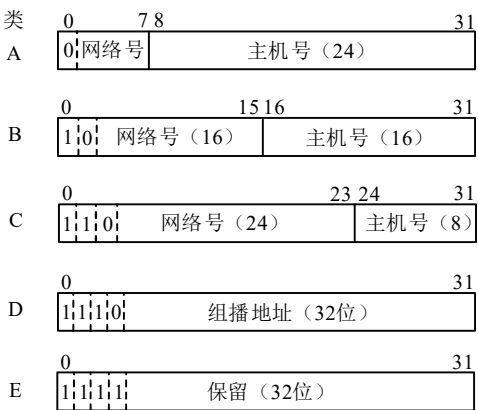 类 0 7 8 31
A 0 网络号 主机号（24）
0 15 16 31
B 1 0 网络号（16） 主机号（16）
0 23 24 31
C 1 1 0 网络号（24） 主机号（8）
0 31
D 1 1 1 0 组播地址（32位）
0 31
E 1 1 1 1 保留（32位）